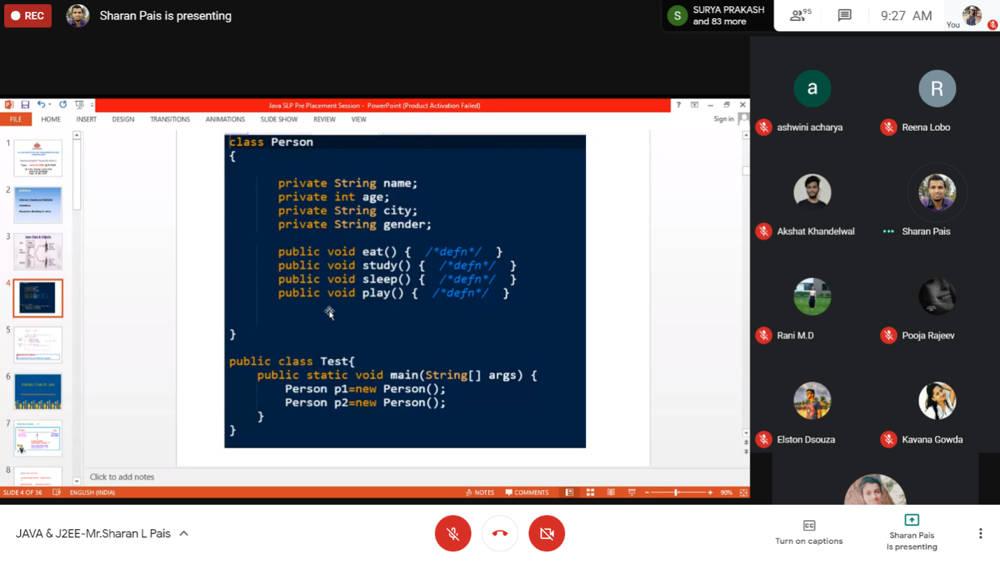 REC
Sharan Pais is presenting
S
SURYA PRAKASH
and 83 more
95
9:27 AM
You
Java SLP Pre Placement Session - PowerPoint (Product Activation Failed)
?
FILE
HOME
INSERT
DESIGN
TRANSITIONS
ANIMATIONS
SLIDE SHOW
REVIEW
VIEW
Sign in
1
2
3
Java Class & Objects
4
5
6
7
8
class Person
{
private String name;
private int age;
private String city;
private String gender;
public void eat() { /*defn*/ }
public void study() { /*defn*/ }
public void sleep() { /*defn*/ }
public void play() { /*defn*/ }
}
public class Test{
public static void main(String[] args) {
Person p1=new Person();
Person p2=new Person();
}
}
Click to add notes
SLIDE 4 OF 36
ENGLISH (INDIA)
NOTES
COMMENTS
90%
a
ashwini acharya
R
Reena Lobo
Akshat Khandelwal
Sharan Pais
Rani M.D
Pooja Rajeev
Elston Dsouza
Kavana Gowda
JAVA & J2EE-Mr.Sharan L Pais
CC
Turn on captions
Sharan Pais
is presenting